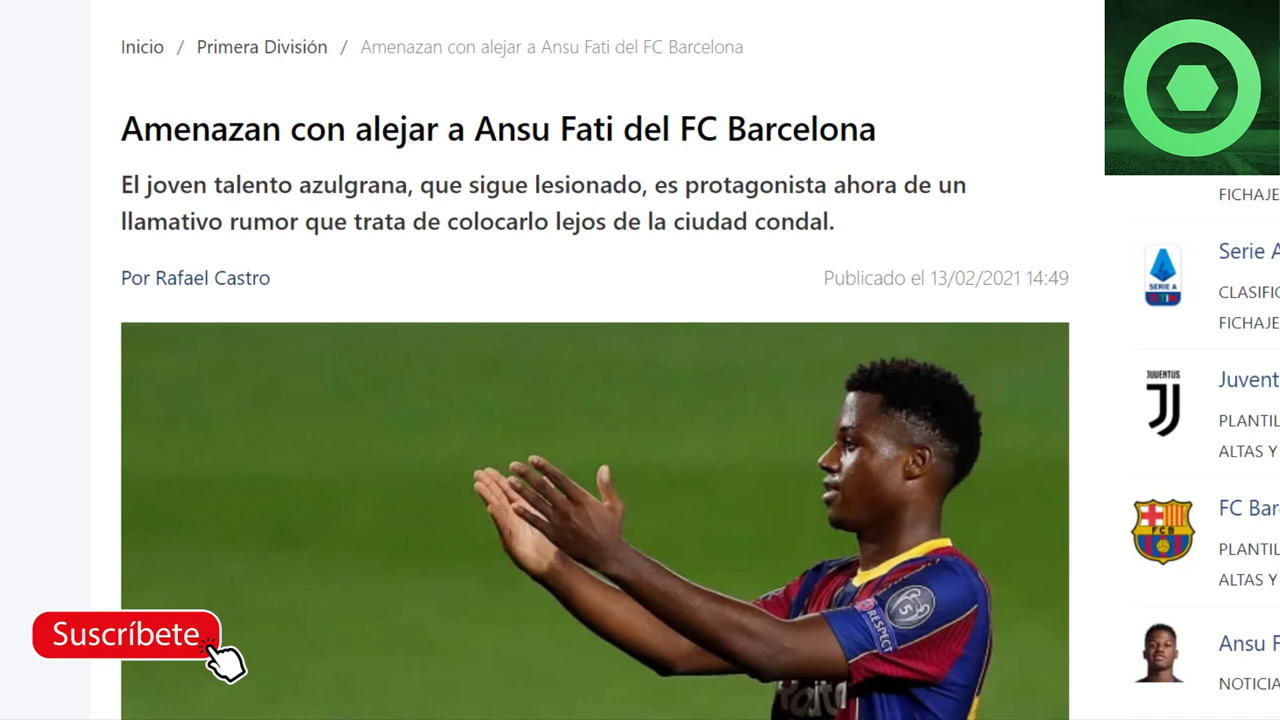 Inicio / Primera División / Amenazan con alejar a Ansu Fati del FC Barcelona
Amenazan con alejar a Ansu Fati del FC Barcelona
El joven talento azulgrana, que sigue lesionado, es protagonista ahora de un
llamativo rumor que trata de colocarlo lejos de la ciudad condal.
Por Rafael Castro
Publicado el 13/02/2021 14:49
FICHAJE
Serie A
SERIE A
TIM
CLASIFIC
FICHAJE
JUVENTUS
Juvent
PLANTIL
ALTAS Y
FCB
FC Bar
PLANTIL
ALTAS Y
Ansu F
NOTICIA
5
RESPECT
Suscríbete